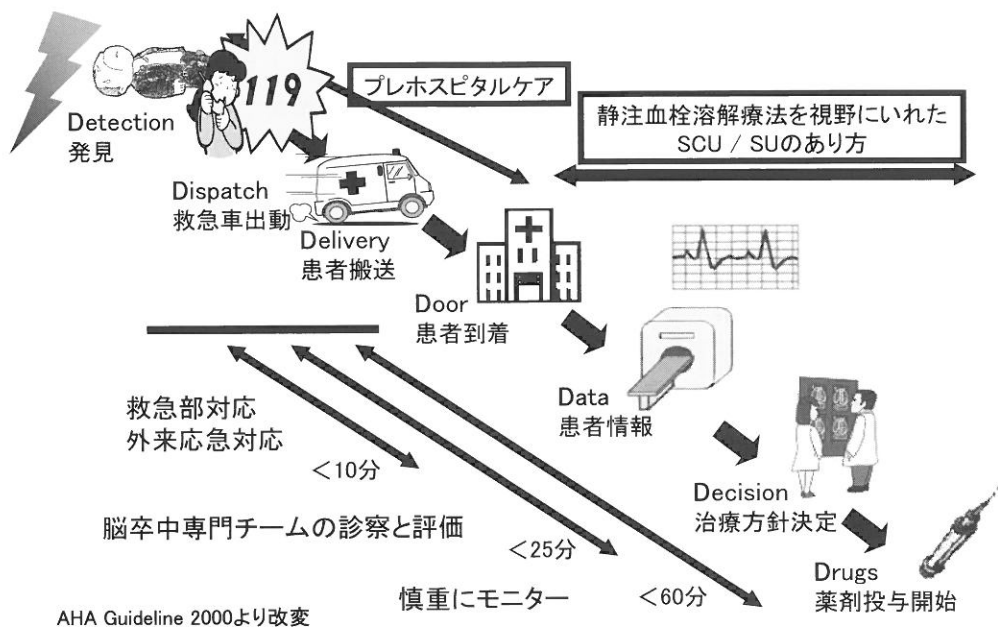 119
プレホスピタルケア
静注血栓溶解療法を視野にいれた
SCU / SUのあり方
Detection
発見
Dispatch
救急車出動
Delivery
患者搬送
Door
患者到着
Data
患者情報
Decision
治療方針決定
Drugs
薬剤投与開始
救急部対応
外来応急対応
<10分
脳卒中専門チームの診察と評価
<25分
慎重にモニター
<60分
AHA Guideline 2000より改変